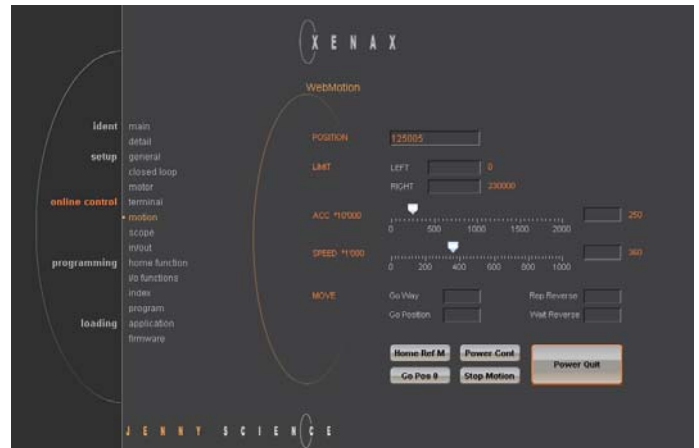 XENAX
WebMotion
ident main
detail
setup general
closed loop
motor
online control terminal
motion
scope
in/out
programming home function
i/o functions
index
program
loading application
firmware
POSITION 125005
LIMIT LEFT 0
RIGHT 230000
ACC *10'000 250
0 500 1000 1500 2000
SPEED *1'000 360
0 200 400 600 800 1000
MOVE Go Way Rep Reverse
Go Position Wait Reverse
Home Ref M Power Cont Power Quit
Go Pos 0 Stop Motion
JENNY SCIENCE